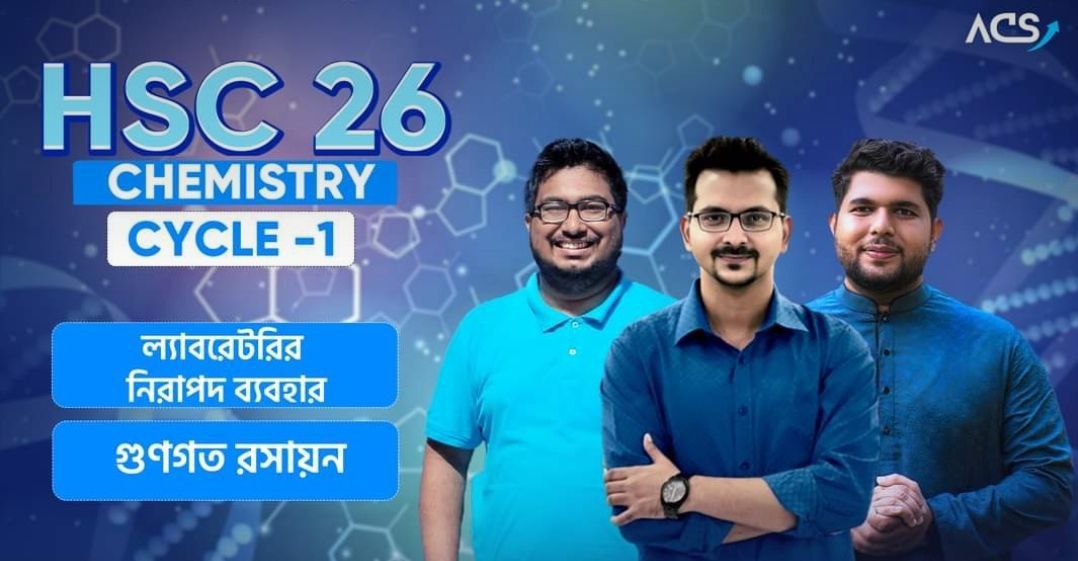 ACS
HSC 26
CHEMISTRY
CYCLE -1
ল্যাবরেটরির
নিরাপদ ব্যবহার
গুণগত রসায়ন